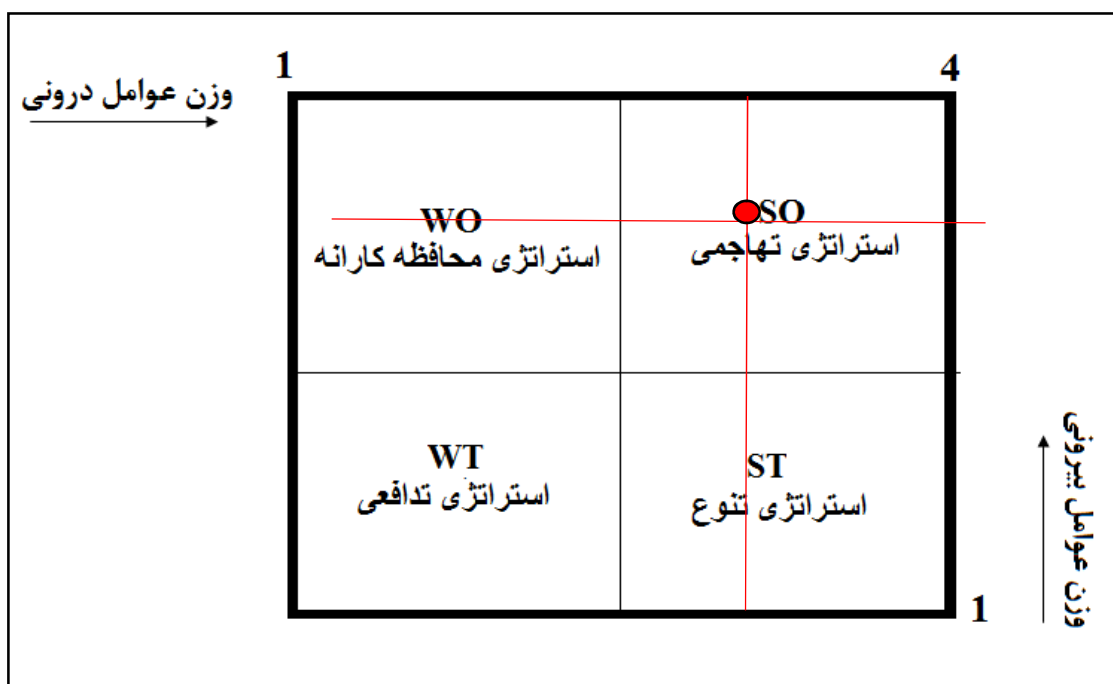 1
4
وزن عوامل درونی
WO
استراتژی محافظه کارانه
SO
استراتژی تهاجمی
WT
استراتژی تدافعی
ST
استراتژی تنوع
وزن عوامل بیرونی
1